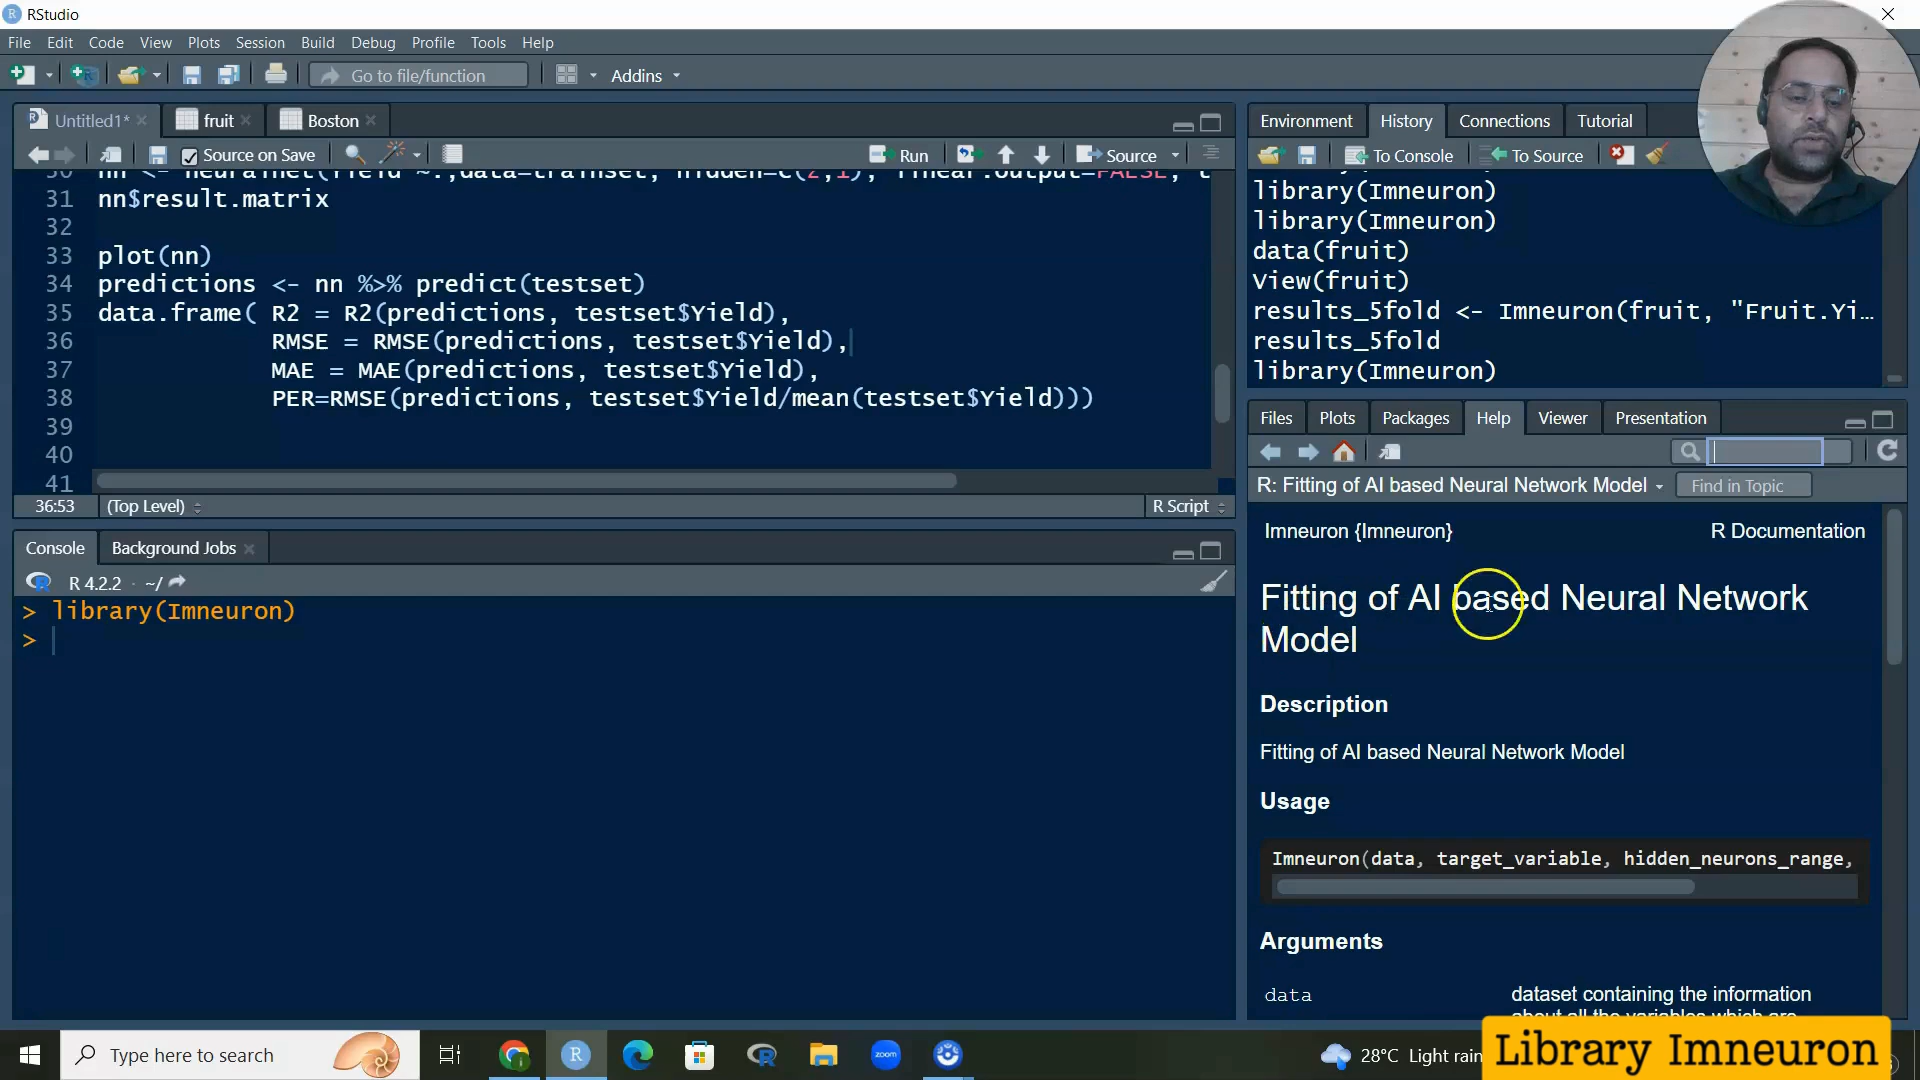 RStudio
File Edit Code View Plots Session Build Debug Profile Tools Help
Go to file/function Addins
Untitled1* fruit Boston
Source on Save Run Source
31 nn$result.matrix
32
33 plot(nn)
34 predictions <- nn %>% predict(testset)
35 data.frame( R2 = R2(predictions, testset$Yield),
36 RMSE = RMSE(predictions, testset$Yield),
37 MAE = MAE(predictions, testset$Yield),
38 PER=RMSE(predictions, testset$Yield/mean(testset$Yield)))
39
40
41
36:53 (Top Level) R Script
Console Background Jobs
R 4.2.2 · ~/
> library(Imneuron)
>
Environment History Connections Tutorial
To Console To Source
library(Imneuron)
library(Imneuron)
data(fruit)
View(fruit)
results_5fold <- Imneuron(fruit, "Fruit.Yi...
results_5fold
library(Imneuron)
Files Plots Packages Help Viewer Presentation
R: Fitting of AI based Neural Network Model Find in Topic
Imneuron {Imneuron} R Documentation
Fitting of AI based Neural Network
Model
Description
Fitting of AI based Neural Network Model
Usage
Imneuron(data, target_variable, hidden_neurons_range,
Arguments
data dataset containing the information
about all the variables which are
Type here to search
zoom
28°C Light rain
Library Imneuron